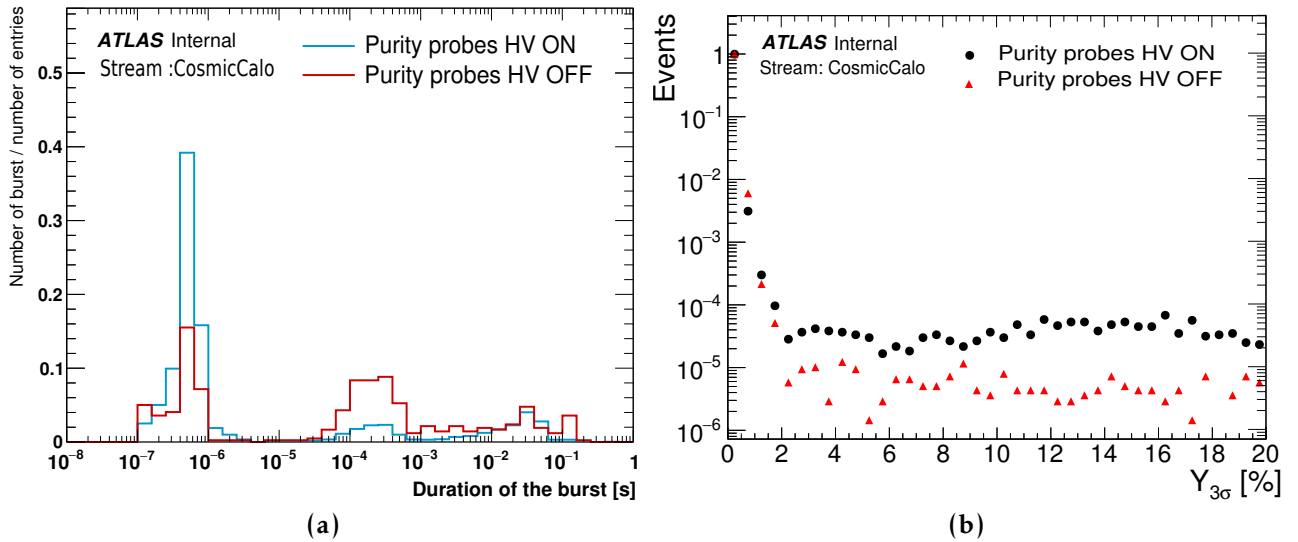 ATLAS Internal
Stream :CosmicCalo
Purity probes HV ON
Purity probes HV OFF
Number of burst / number of entries
0.5
0.4
0.3
0.2
0.1
0
10⁻⁸ 10⁻⁷ 10⁻⁶ 10⁻⁵ 10⁻⁴ 10⁻³ 10⁻² 10⁻¹ 1
Duration of the burst [s]
(a)
ATLAS Internal
Stream: CosmicCalo
Purity probes HV ON
Purity probes HV OFF
Events
1
10⁻¹
10⁻²
10⁻³
10⁻⁴
10⁻⁵
10⁻⁶
0 2 4 6 8 10 12 14 16 18 20
Y₃σ [%]
(b)